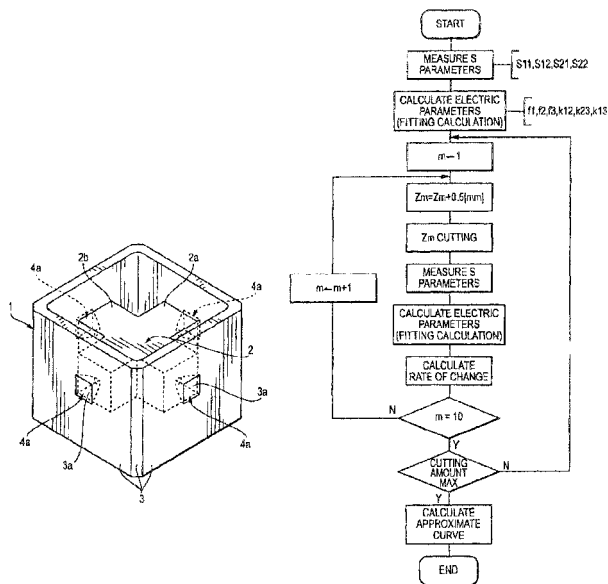 START
MEASURE S
PARAMETERS
S11,S12,S21,S22
CALCULATE ELECTRIC
PARAMETERS
(FITTING CALCULATION)
f1,f2,f3,k12,k23,k13
m←1
Zm=Zm+0.5[mm]
Zm CUTTING
m←m+1
MEASURE S
PARAMETERS
CALCULATE ELECTRIC
PARAMETERS
(FITTING CALCULATION)
CALCULATE
RATE OF CHANGE
N
m = 10
Y
CUTTING
AMOUNT
MAX
N
Y
CALCULATE
APPROXIMATE
CURVE
END
2b
2a
4a
4a
1
2
3a
4a
4a
3a
3